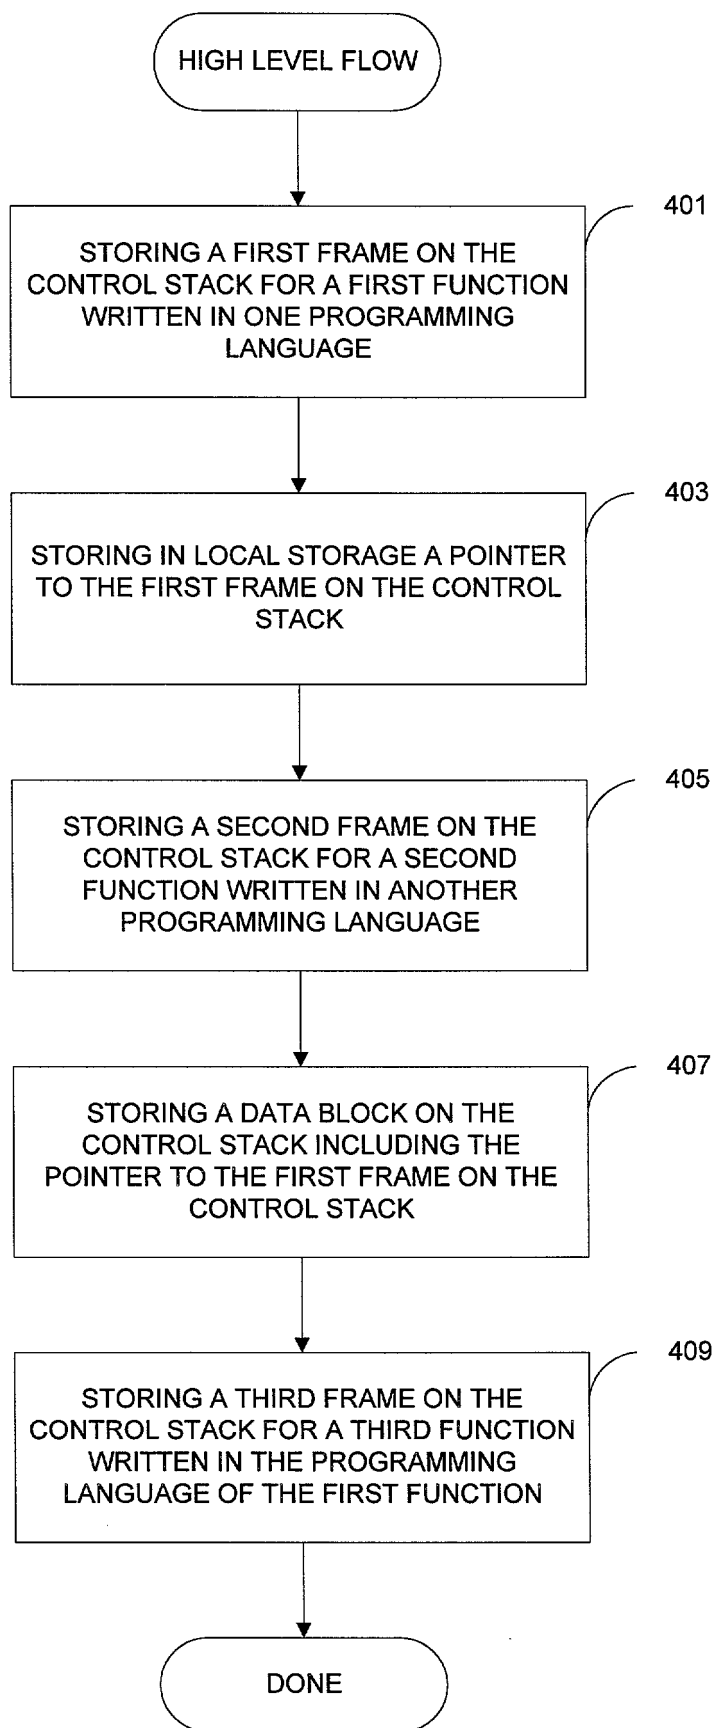 HIGH LEVEL FLOW
401
STORING A FIRST FRAME ON THE
CONTROL STACK FOR A FIRST FUNCTION
WRITTEN IN ONE PROGRAMMING
LANGUAGE
403
STORING IN LOCAL STORAGE A POINTER
TO THE FIRST FRAME ON THE CONTROL
STACK
405
STORING A SECOND FRAME ON THE
CONTROL STACK FOR A SECOND
FUNCTION WRITTEN IN ANOTHER
PROGRAMMING LANGUAGE
407
STORING A DATA BLOCK ON THE
CONTROL STACK INCLUDING THE
POINTER TO THE FIRST FRAME ON THE
CONTROL STACK
409
STORING A THIRD FRAME ON THE
CONTROL STACK FOR A THIRD FUNCTION
WRITTEN IN THE PROGRAMMING
LANGUAGE OF THE FIRST FUNCTION
DONE